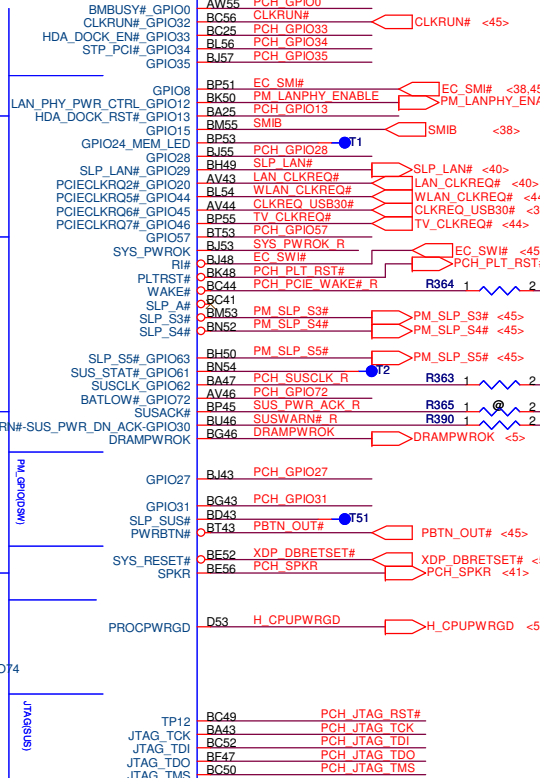 BMBUSY#_GPIO0 AW55 PCH_GPIO0
CLKRUN#_GPIO32 BC56 CLKRUN# CLKRUN# <45>
HDA_DOCK_EN#_GPIO33 BC25 PCH_GPIO33
STP_PCI#_GPIO34 BL56 PCH_GPIO34
GPIO35 BJ57 PCH_GPIO35
GPIO8 BP51 EC_SMI# EC_SMI# <38,45
LAN_PHY_PWR_CTRL_GPIO12 BK50 PM_LANPHY_ENABLE PM_LANPHY_ENA
HDA_DOCK_RST#_GPIO13 BA25 PCH_GPIO13
GPIO15 BM55 SMIB SMIB <38>
GPIO24_MEM_LED BP53 T1
GPIO28 BJ55 PCH_GPIO28
SLP_LAN#_GPIO29 BH49 SLP_LAN# SLP_LAN# <40>
PCIECLKRQ2#_GPIO20 AV43 LAN_CLKREQ# LAN_CLKREQ# <40>
PCIECLKRQ5#_GPIO44 BL54 WLAN_CLKREQ# WLAN_CLKREQ# <44
PCIECLKRQ6#_GPIO45 AV44 CLKREQ_USB30# CLKREQ_USB30# <3
PCIECLKRQ7#_GPIO46 BP55 TV_CLKREQ# TV_CLKREQ# <44>
GPIO57 BT53 PCH_GPIO57
SYS_PWROK BJ53 SYS_PWROK_R
RI# BJ48 EC_SWI# EC_SWI# <45
PLTRST# BK48 PCH_PLT_RST# PCH_PLT_RST
WAKE# BC44 PCH_PCIE_WAKE#_R R364 1 2
SLP_A# BC41
SLP_S3# BM53 PM_SLP_S3# PM_SLP_S3# <45>
SLP_S4# BN52 PM_SLP_S4# PM_SLP_S4# <45>
SLP_S5#_GPIO63 BH50 PM_SLP_S5# PM_SLP_S5# <45>
SUS_STAT#_GPIO61 BN54 T2
SUSCLK_GPIO62 BA47 PCH_SUSCLK_R R363 1 2
BATLOW#_GPIO72 AV46 PCH_GPIO72
SUSACK# BP45 SUS_PWR_ACK_R R365 1 @ 2
RN#-SUS_PWR_DN_ACK-GPIO30 BU46 SUSWARN#_R R390 1 2
DRAMPWROK BG46 DRAMPWROK DRAMPWROK <5>
PM_GPIO(DSW)
GPIO27 BJ43 PCH_GPIO27
GPIO31 BG43 PCH_GPIO31
SLP_SUS# BD43 T51
PWRBTN# BT43 PBTN_OUT# PBTN_OUT# <45>
SYS_RESET# BE52 XDP_DBRETSET# XDP_DBRETSET#
SPKR BE56 PCH_SPKR PCH_SPKR <41>
PROCPWRGD D53 H_CPUPWRGD H_CPUPWRGD <5
O74
JTAG(SUS)
TP12 BC49 PCH_JTAG_RST#
JTAG_TCK BA43 PCH_JTAG_TCK
JTAG_TDI BC52 PCH_JTAG_TDI
JTAG_TDO BF47 PCH_JTAG_TDO
JTAG_TMS BC50 PCH_JTAG_TMS